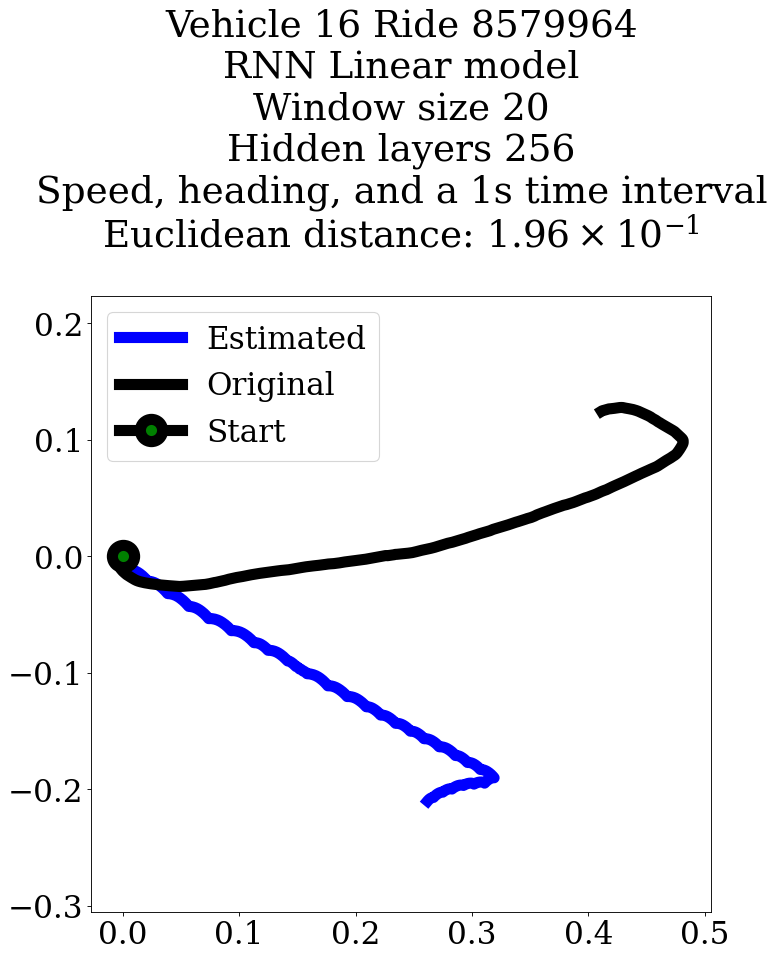 Vehicle 16 Ride 8579964
RNN Linear model
Window size 20
Hidden layers 256
Speed, heading, and a 1s time interval
Euclidean distance: 1.96 × 10⁻¹
Estimated
Original
Start
0.2
0.1
0.0
−0.1
−0.2
−0.3
0.0 0.1 0.2 0.3 0.4 0.5